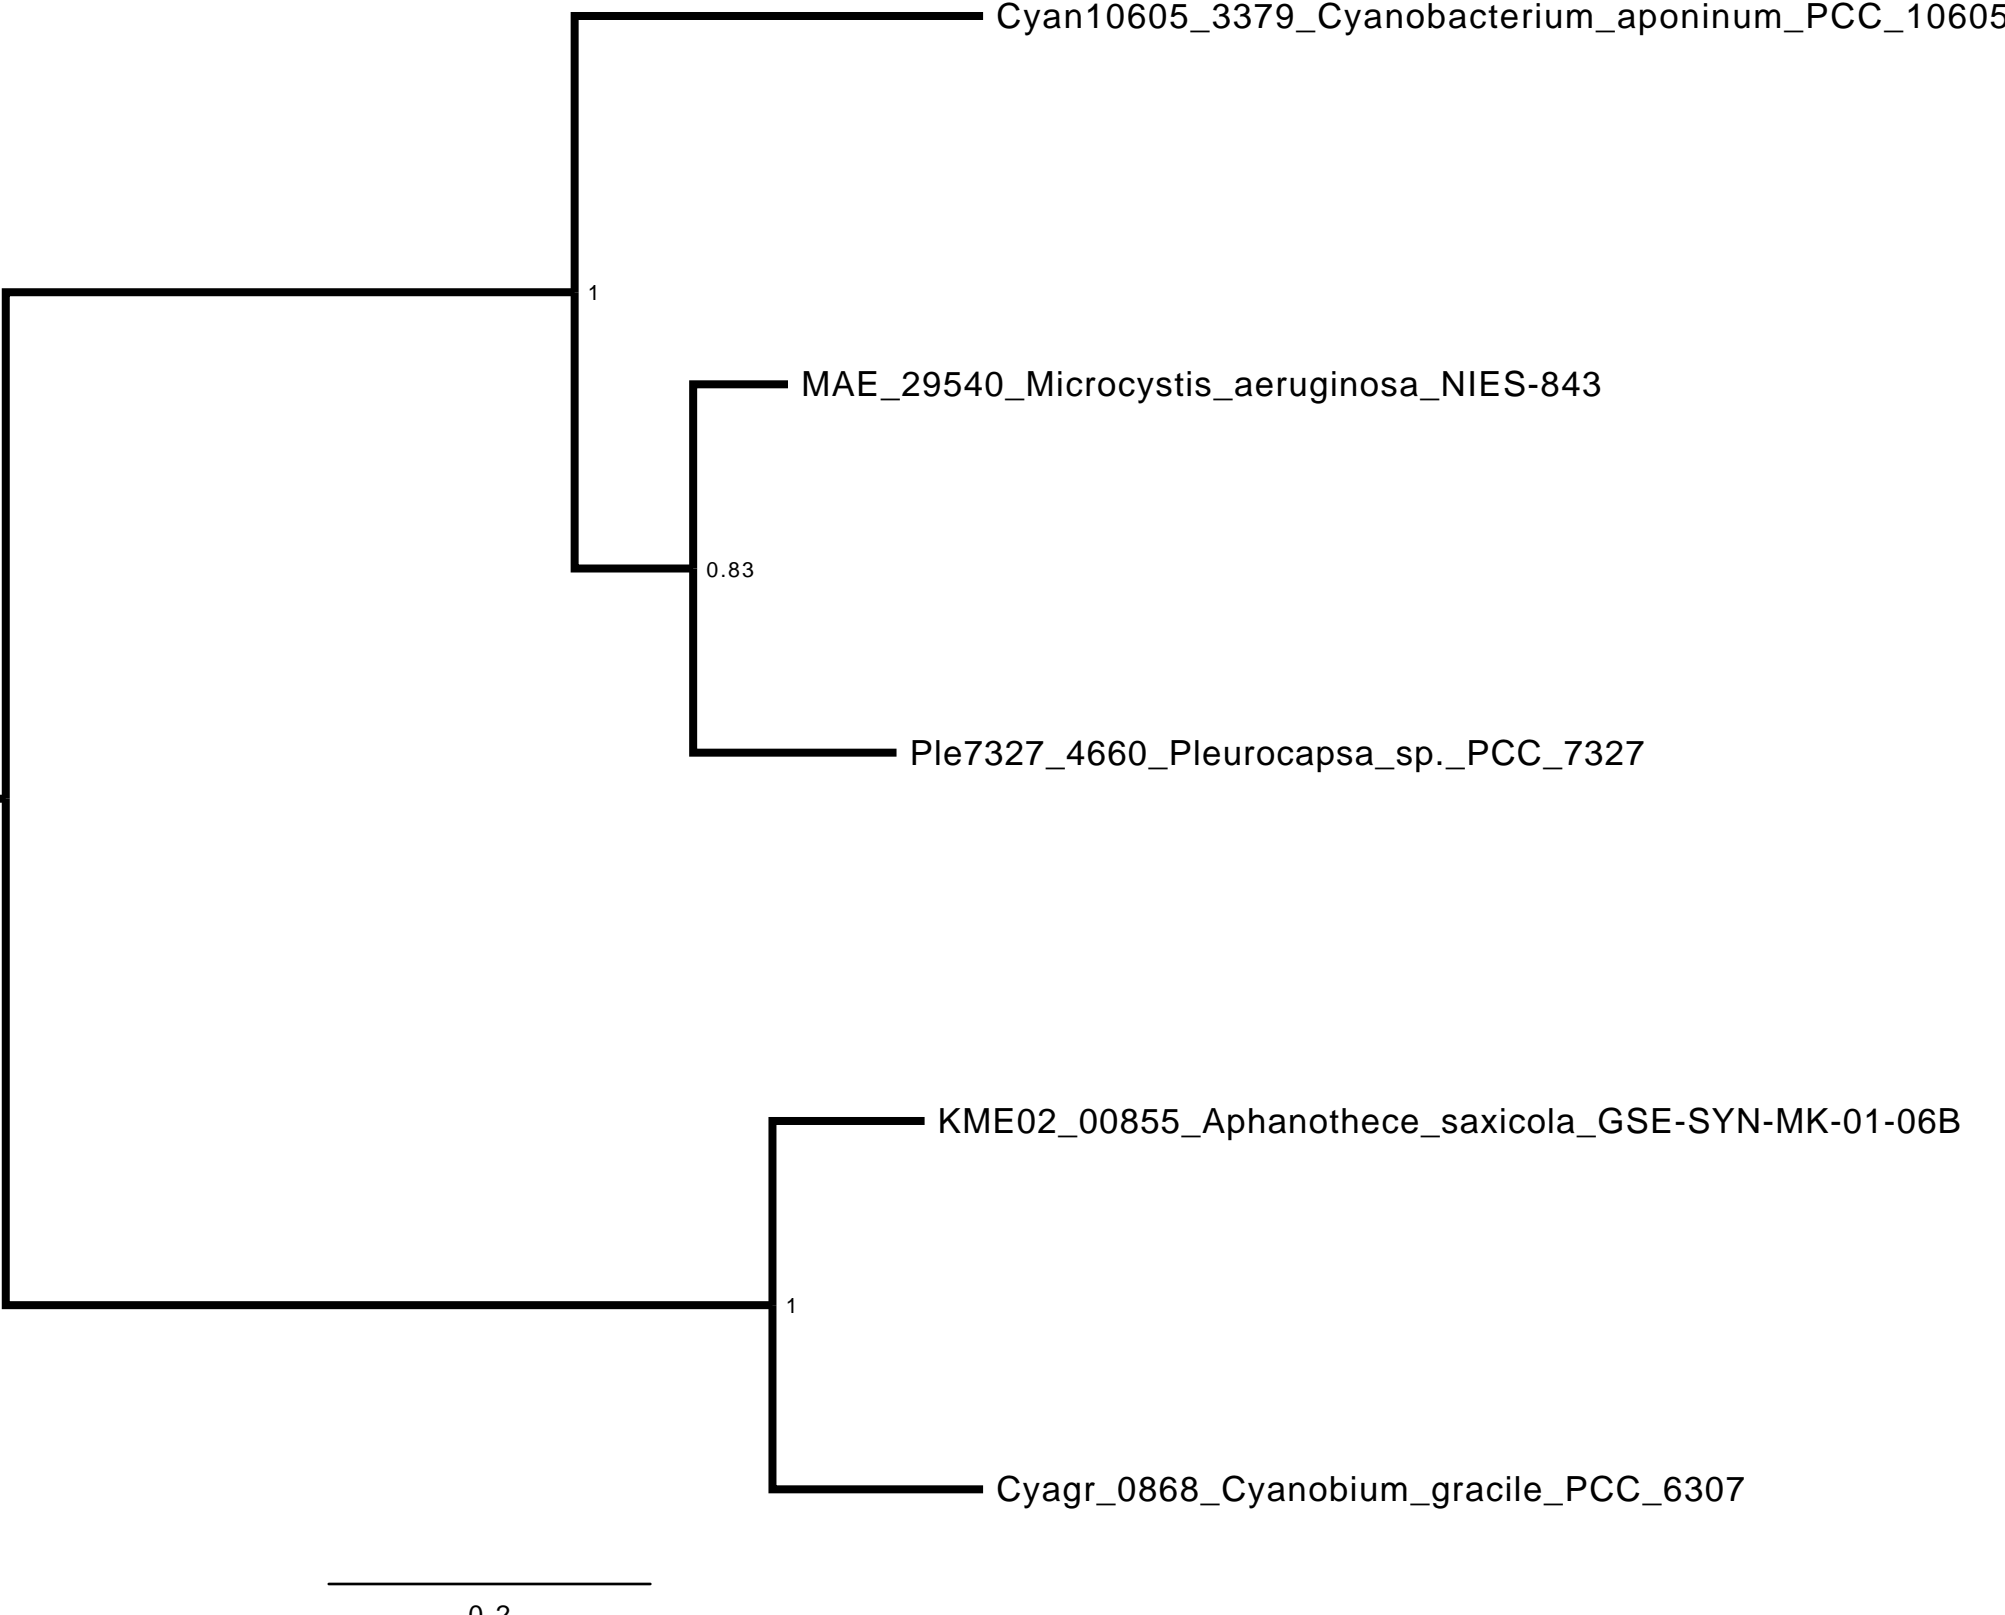 Cyan10605_3379_Cyanobacterium_aponinum_PCC_10605
1
MAE_29540_Microcystis_aeruginosa_NIES-843
0.83
Ple7327_4660_Pleurocapsa_sp._PCC_7327
KME02_00855_Aphanothece_saxicola_GSE-SYN-MK-01-06B
1
Cyagr_0868_Cyanobium_gracile_PCC_6307
0.2